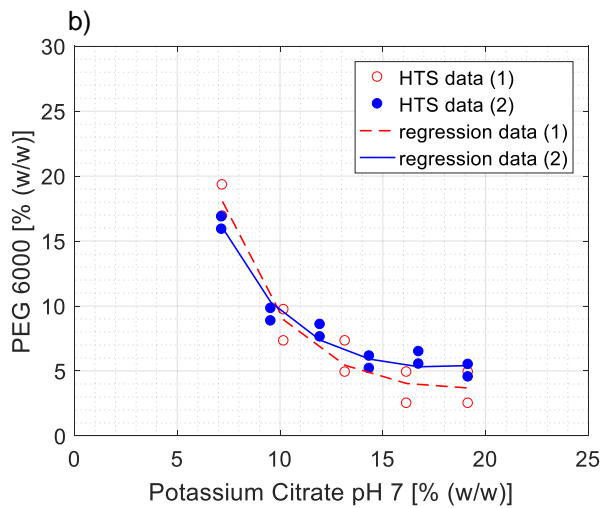 b)
30
25
20
15
10
5
0
PEG 6000 [% (w/w)]
HTS data (1)
HTS data (2)
regression data (1)
regression data (2)
0 5 10 15 20 25
Potassium Citrate pH 7 [% (w/w)]